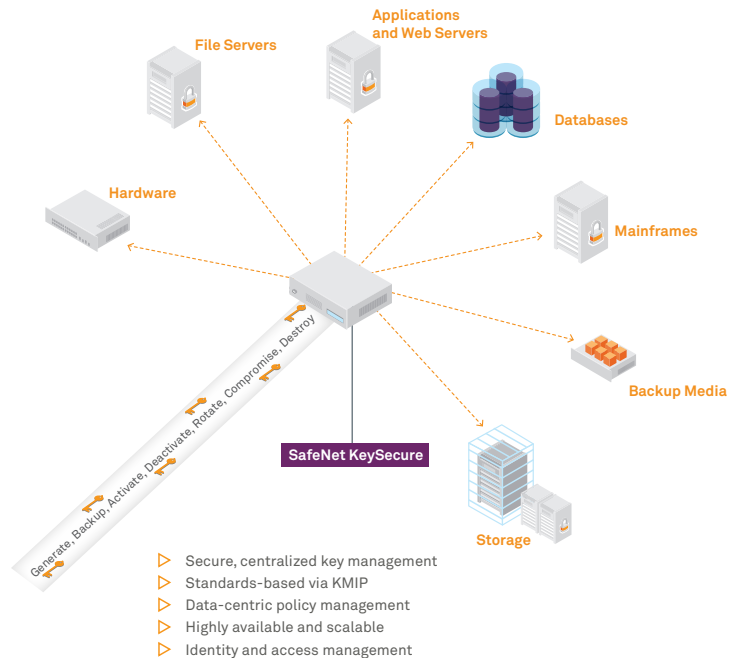 Applications
and Web Servers
File Servers
Databases
Hardware
Mainframes
Generate, Backup, Activate, Deactivate, Rotate, Compromise, Destroy
Backup Media
SafeNet KeySecure
Storage
Secure, centralized key management
Standards-based via KMIP
Data-centric policy management
Highly available and scalable
Identity and access management